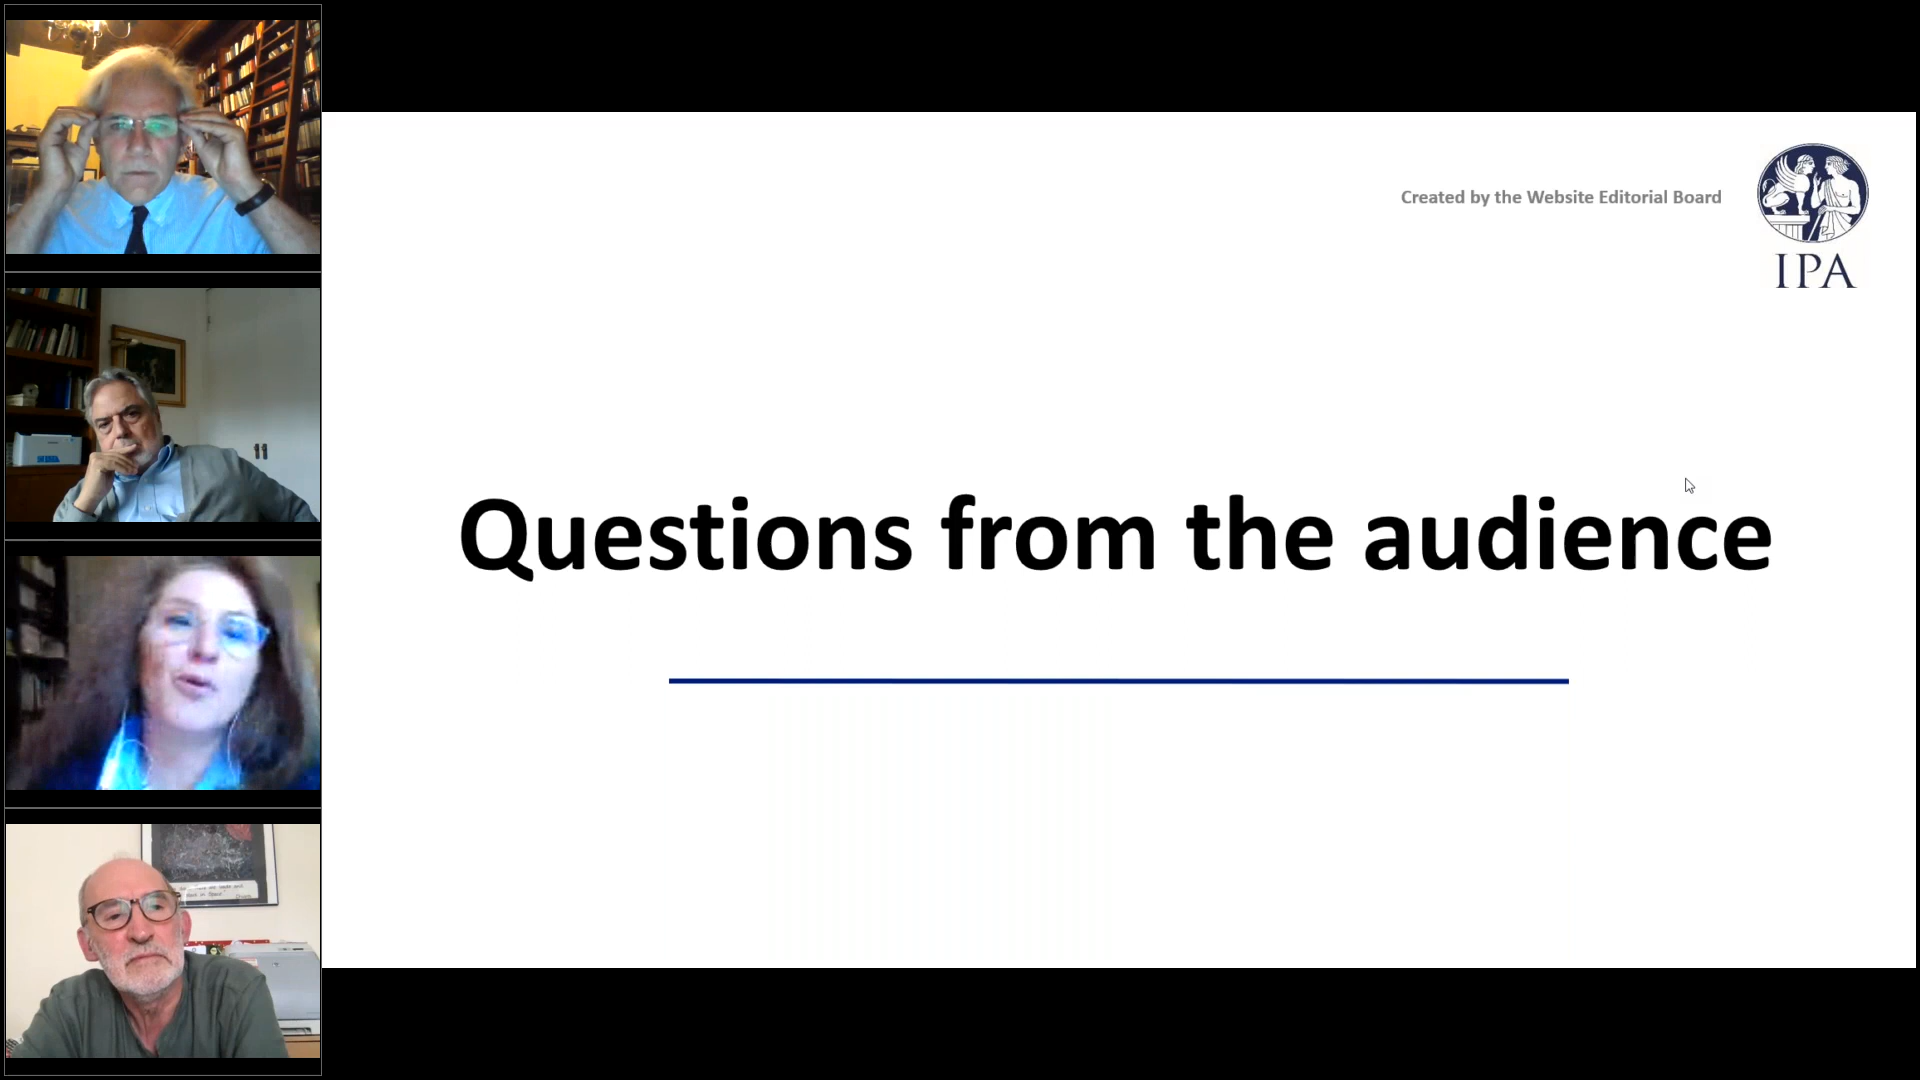 Created by the Website Editorial Board
IPA
Questions from the audience